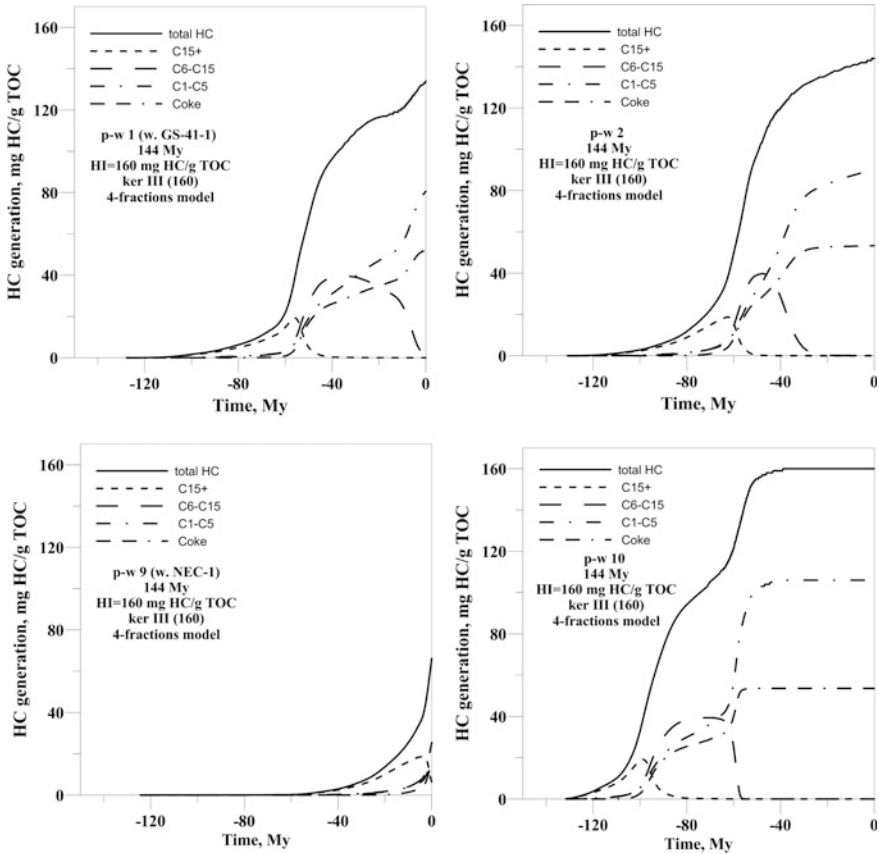 160
120
80
40
0
HC generation, mg HC/g TOC
total HC
C15+
C6-C15
C1-C5
Coke
p-w 1 (w. GS-41-1)
144 My
HI=160 mg HC/g TOC
ker III (160)
4-fractions model
-120
-80
-40
0
Time, My
160
120
80
40
0
HC generation, mg HC/g TOC
total HC
C15+
C6-C15
C1-C5
Coke
p-w 2
144 My
HI=160 mg HC/g TOC
ker III (160)
4-fractions model
-120
-80
-40
0
Time, My
160
120
80
40
0
HC generation, mg HC/g TOC
total HC
C15+
C6-C15
C1-C5
Coke
p-w 9 (w. NEC-1)
144 My
HI=160 mg HC/g TOC
ker III (160)
4-fractions model
-120
-80
-40
0
Time, My
160
120
80
40
0
HC generation, mg HC/g TOC
total HC
C15+
C6-C15
C1-C5
Coke
p-w 10
144 My
HI=160 mg HC/g TOC
ker III (160)
4-fractions model
-120
-80
-40
0
Time, My